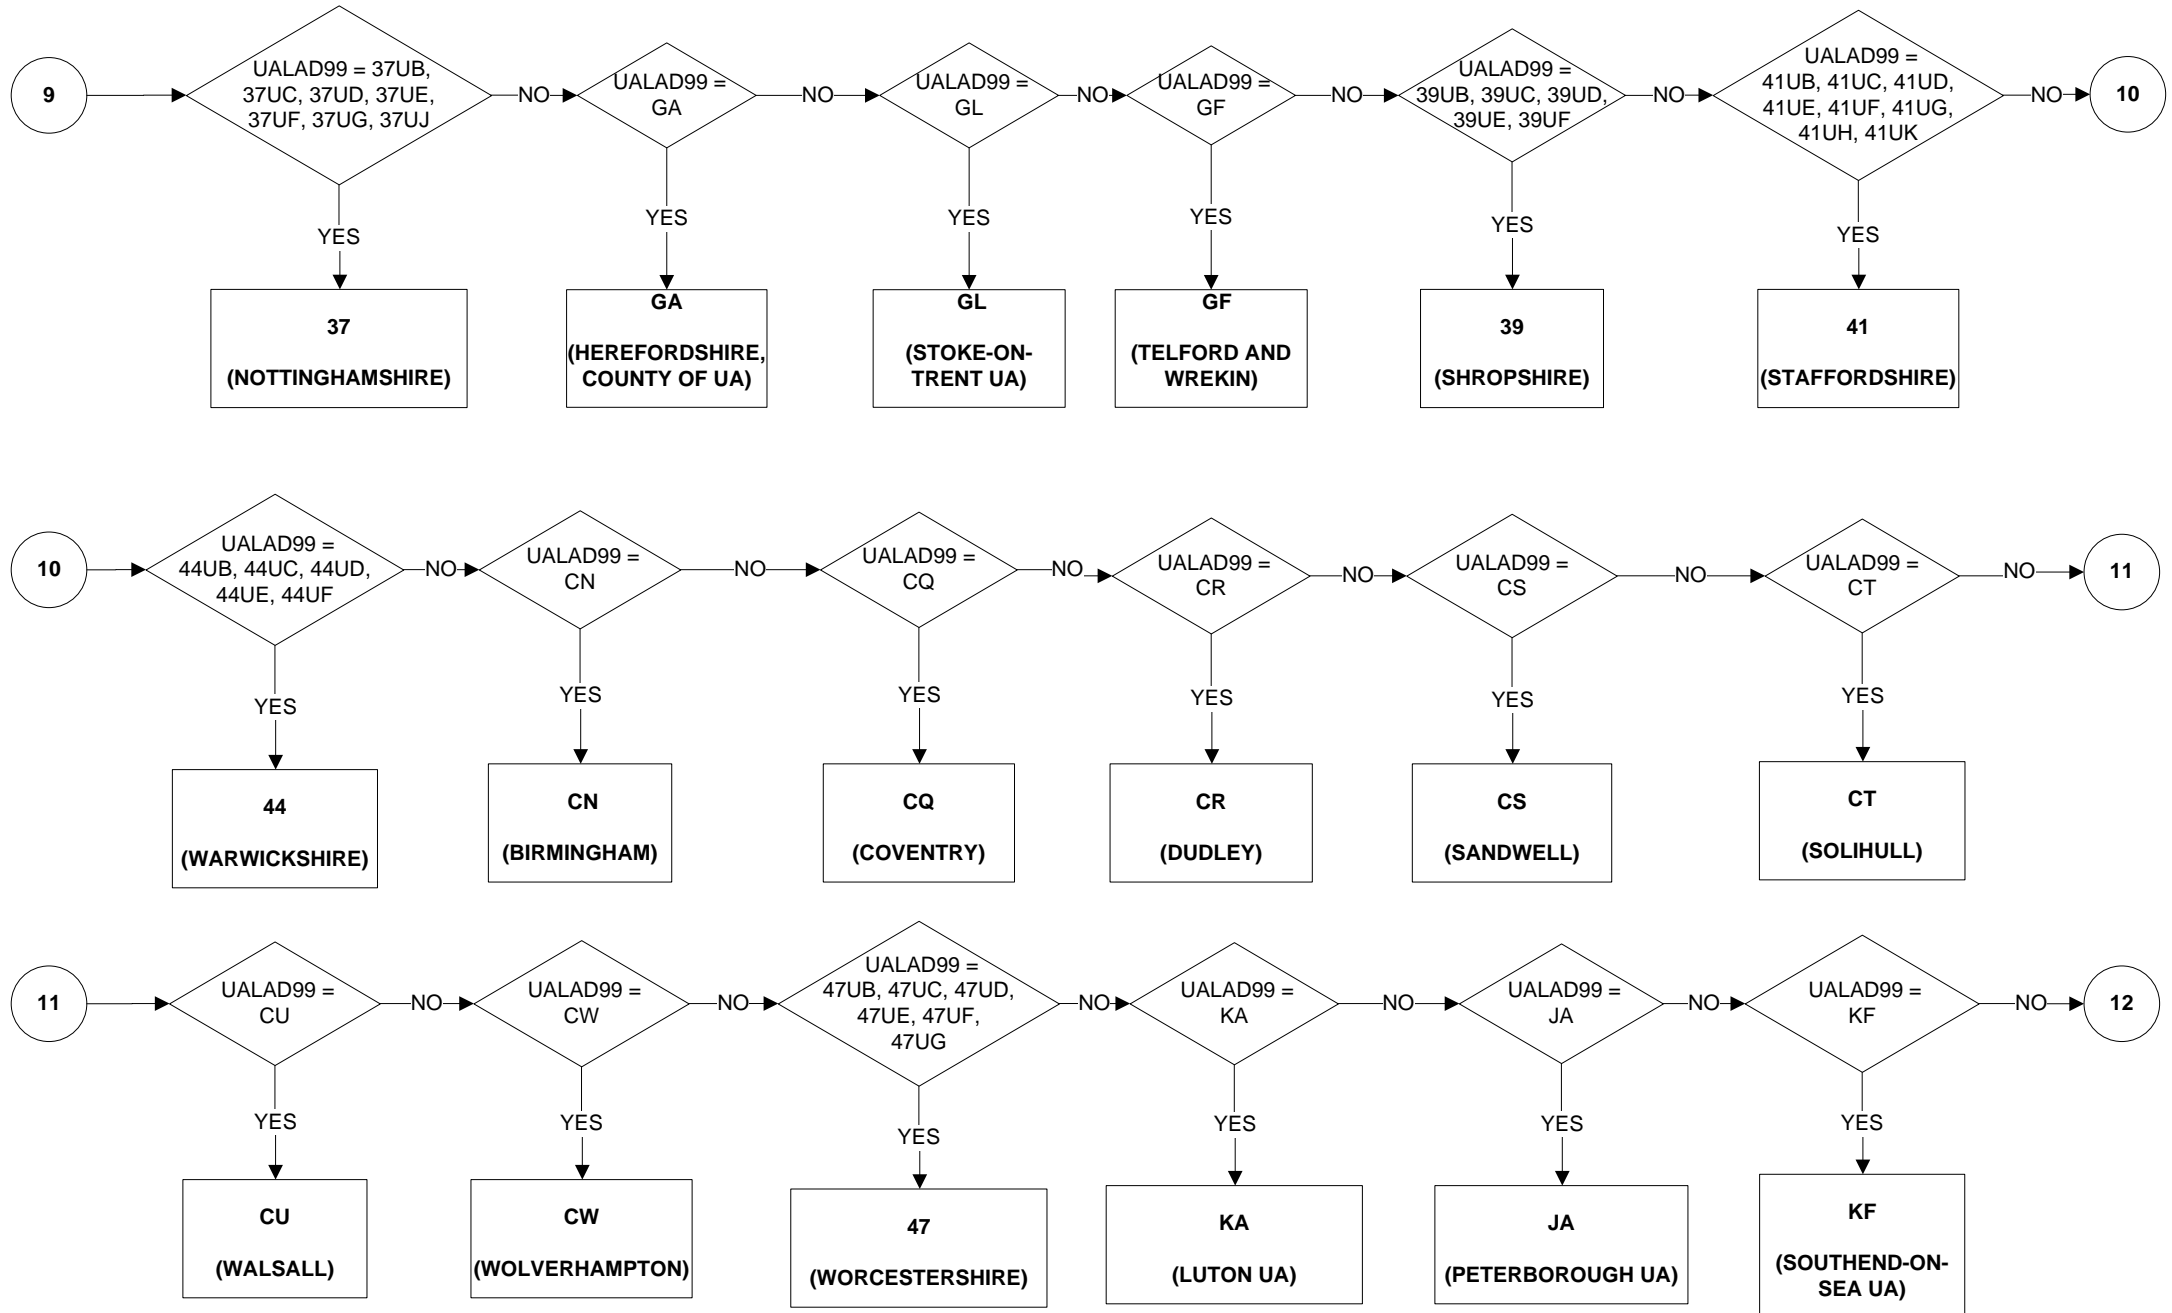 9
UALAD99 = 37UB,
37UC, 37UD, 37UE,
37UF, 37UG, 37UJ
NO
UALAD99 =
GA
NO
UALAD99 =
GL
NO
UALAD99 =
GF
NO
UALAD99 =
39UB, 39UC, 39UD,
39UE, 39UF
NO
UALAD99 =
41UB, 41UC, 41UD,
41UE, 41UF, 41UG,
41UH, 41UK
NO
10
YES
YES
YES
YES
YES
YES
37
(NOTTINGHAMSHIRE)
GA
(HEREFORDSHIRE,
COUNTY OF UA)
GL
(STOKE-ON-
TRENT UA)
GF
(TELFORD AND
WREKIN)
39
(SHROPSHIRE)
41
(STAFFORDSHIRE)
10
UALAD99 =
44UB, 44UC, 44UD,
44UE, 44UF
NO
UALAD99 =
CN
NO
UALAD99 =
CQ
NO
UALAD99 =
CR
NO
UALAD99 =
CS
NO
UALAD99 =
CT
NO
11
YES
YES
YES
YES
YES
YES
44
(WARWICKSHIRE)
CN
(BIRMINGHAM)
CQ
(COVENTRY)
CR
(DUDLEY)
CS
(SANDWELL)
CT
(SOLIHULL)
11
UALAD99 =
CU
NO
UALAD99 =
CW
NO
UALAD99 =
47UB, 47UC, 47UD,
47UE, 47UF,
47UG
NO
UALAD99 =
KA
NO
UALAD99 =
JA
NO
UALAD99 =
KF
NO
12
YES
YES
YES
YES
YES
YES
CU
(WALSALL)
CW
(WOLVERHAMPTON)
47
(WORCESTERSHIRE)
KA
(LUTON UA)
JA
(PETERBOROUGH UA)
KF
(SOUTHEND-ON-
SEA UA)